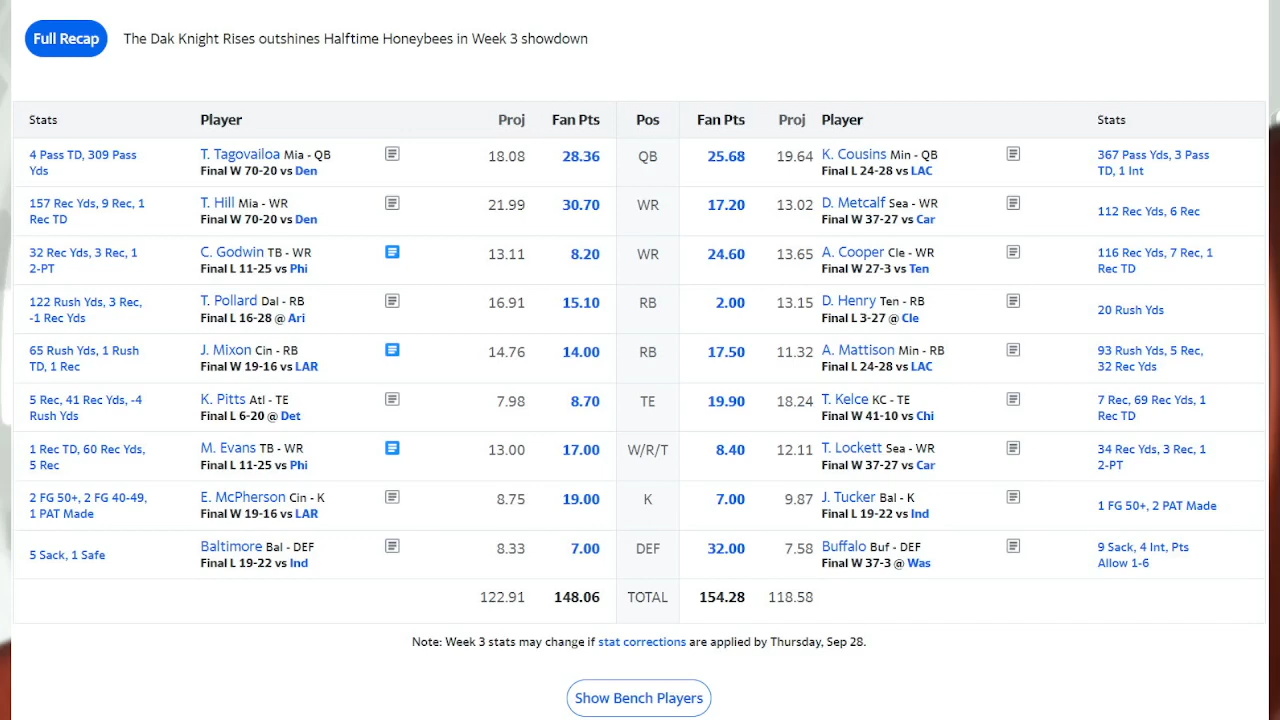 Full Recap The Dak Knight Rises outshines Halftime Honeybees in Week 3 showdown
Stats Player Proj Fan Pts Pos Fan Pts Proj Player Stats
4 Pass TD, 309 Pass Yds T. Tagovailoa Mia - QB 18.08 28.36 QB 25.68 19.64 K. Cousins Min - QB 367 Pass Yds, 3 Pass TD, 1 Int
Final W 70-20 vs Den Final L 24-28 vs LAC
157 Rec Yds, 9 Rec, 1 Rec TD T. Hill Mia - WR 21.99 30.70 WR 17.20 13.02 D. Metcalf Sea - WR 112 Rec Yds, 6 Rec
Final W 70-20 vs Den Final W 37-27 vs Car
32 Rec Yds, 3 Rec, 1 2-PT C. Godwin TB - WR 13.11 8.20 WR 24.60 13.65 A. Cooper Cle - WR 116 Rec Yds, 7 Rec, 1 Rec TD
Final L 11-25 vs Phi Final W 27-3 vs Ten
122 Rush Yds, 3 Rec, -1 Rec Yds T. Pollard Dal - RB 16.91 15.10 RB 2.00 13.15 D. Henry Ten - RB 20 Rush Yds
Final L 16-28 @ Ari Final L 3-27 @ Cle
65 Rush Yds, 1 Rush TD, 1 Rec J. Mixon Cin - RB 14.76 14.00 RB 17.50 11.32 A. Mattison Min - RB 93 Rush Yds, 5 Rec, 32 Rec Yds
Final W 19-16 vs LAR Final L 24-28 vs LAC
5 Rec, 41 Rec Yds, -4 Rush Yds K. Pitts Atl - TE 7.98 8.70 TE 19.90 18.24 T. Kelce KC - TE 7 Rec, 69 Rec Yds, 1 Rec TD
Final L 6-20 @ Det Final W 41-10 vs Chi
1 Rec TD, 60 Rec Yds, 5 Rec M. Evans TB - WR 13.00 17.00 W/R/T 8.40 12.11 T. Lockett Sea - WR 34 Rec Yds, 3 Rec, 1 2-PT
Final L 11-25 vs Phi Final W 37-27 vs Car
2 FG 50+, 2 FG 40-49, 1 PAT Made E. McPherson Cin - K 8.75 19.00 K 7.00 9.87 J. Tucker Bal - K 1 FG 50+, 2 PAT Made
Final W 19-16 vs LAR Final L 19-22 vs Ind
5 Sack, 1 Safe Baltimore Bal - DEF 8.33 7.00 DEF 32.00 7.58 Buffalo Buf - DEF 9 Sack, 4 Int, Pts Allow 1-6
Final L 19-22 vs Ind Final W 37-3 @ Was
122.91 148.06 TOTAL 154.28 118.58
Note: Week 3 stats may change if stat corrections are applied by Thursday, Sep 28.
Show Bench Players